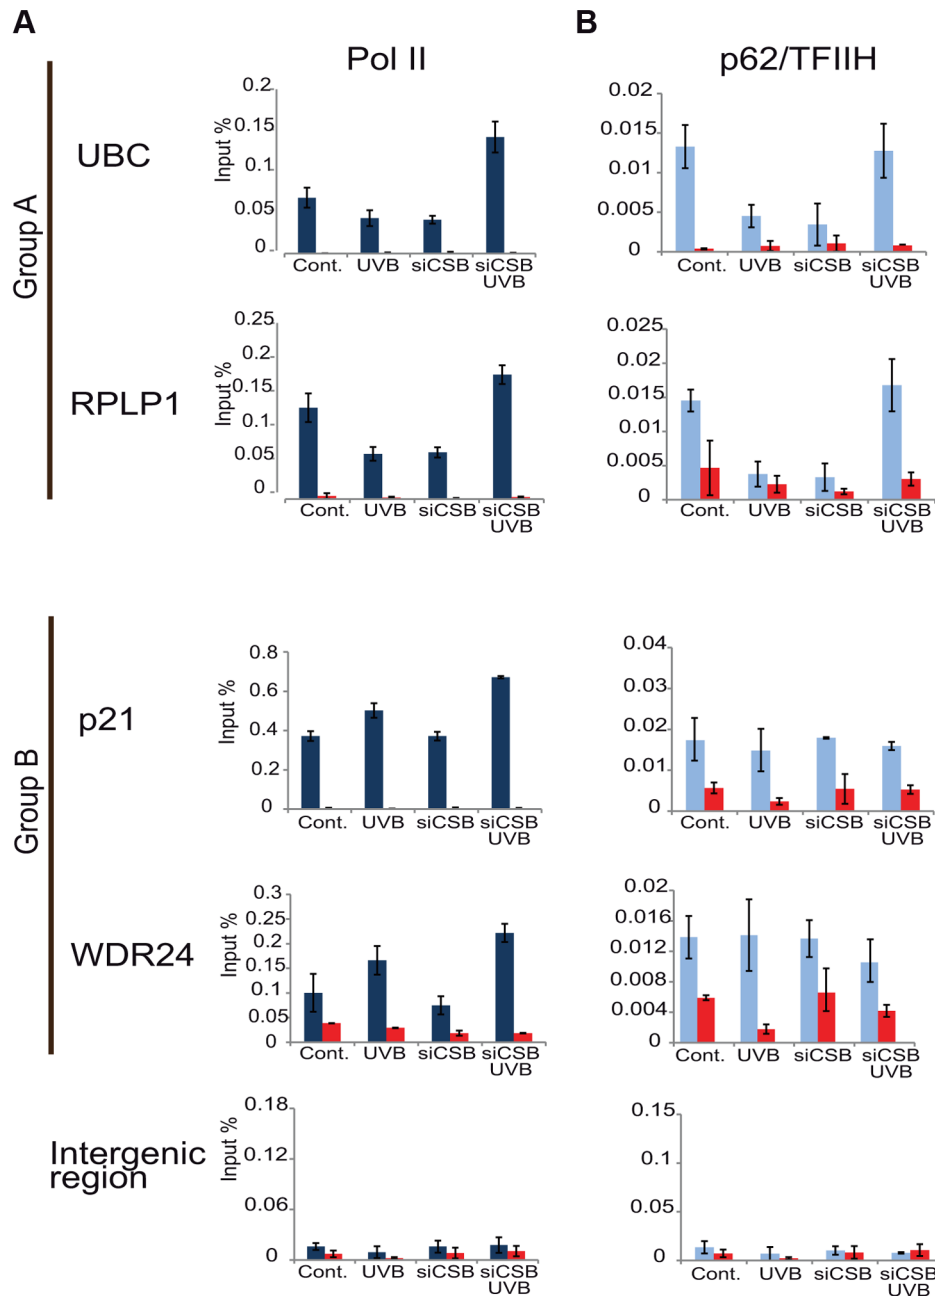 A
B
Pol II
p62/TFIIH
Group A
UBC
Input %
0.2
0.15
0.1
0.05
0
Cont.
UVB
siCSB
siCSB
UVB
0.02
0.015
0.01
0.005
0
Cont.
UVB
siCSB
siCSB
UVB
RPLP1
Input %
0.25
0.2
0.15
0.1
0.05
0
Cont.
UVB
siCSB
siCSB
UVB
0.025
0.02
0.015
0.01
0.005
0
Cont.
UVB
siCSB
siCSB
UVB
Group B
p21
Input %
0.8
0.6
0.4
0.2
0
Cont.
UVB
siCSB
siCSB
UVB
0.04
0.03
0.02
0.01
0
Cont.
UVB
siCSB
siCSB
UVB
WDR24
Input %
0.3
0.25
0.2
0.15
0.1
0.05
0
Cont.
UVB
siCSB
siCSB
UVB
0.02
0.016
0.012
0.008
0.004
0
Cont.
UVB
siCSB
siCSB
UVB
Intergenic
region
Input %
0.18
0.12
0.06
0
Cont.
UVB
siCSB
siCSB
UVB
0.15
0.1
0.05
0
Cont.
UVB
siCSB
siCSB
UVB